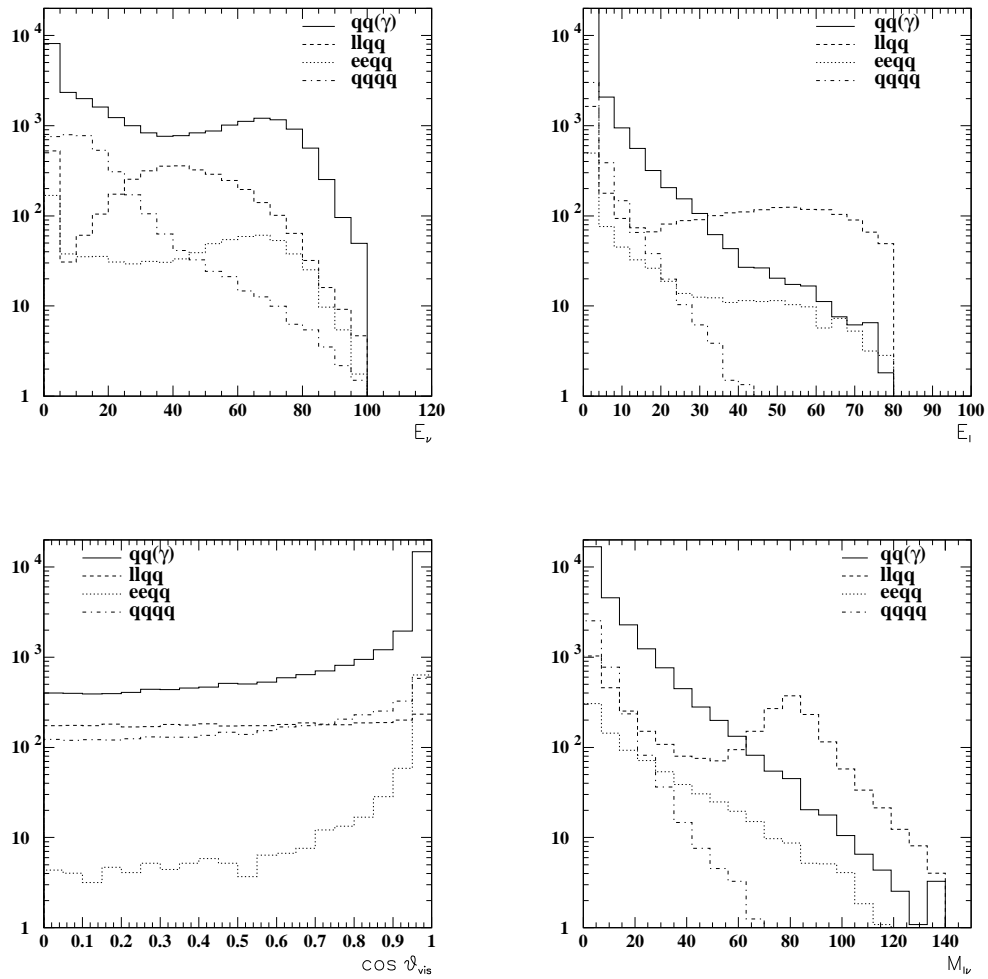 qq(γ)
llqq
eeqq
qqqq
10⁴
10³
10²
10
1
0 20 40 60 80 100 120
E_ν
qq(γ)
llqq
eeqq
qqqq
10⁴
10³
10²
10
1
0 10 20 30 40 50 60 70 80 90 100
E_l
qq(γ)
llqq
eeqq
qqqq
10⁴
10³
10²
10
1
0 0.1 0.2 0.3 0.4 0.5 0.6 0.7 0.8 0.9 1
cos ϑ_vis
qq(γ)
llqq
eeqq
qqqq
10⁴
10³
10²
10
1
0 20 40 60 80 100 120 140
M_lν